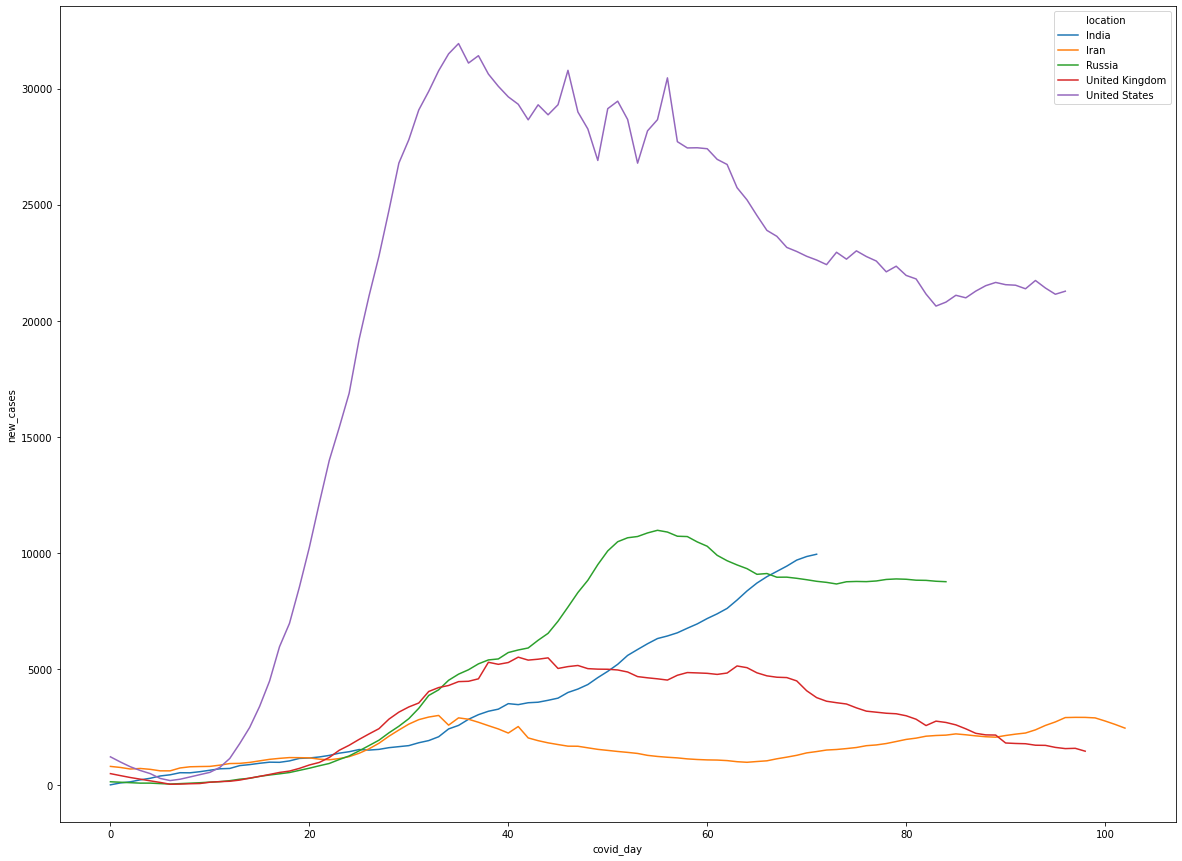 location
India
Iran
Russia
United Kingdom
United States
new_cases
30000
25000
20000
15000
10000
5000
0
0 20 40 60 80 100
covid_day